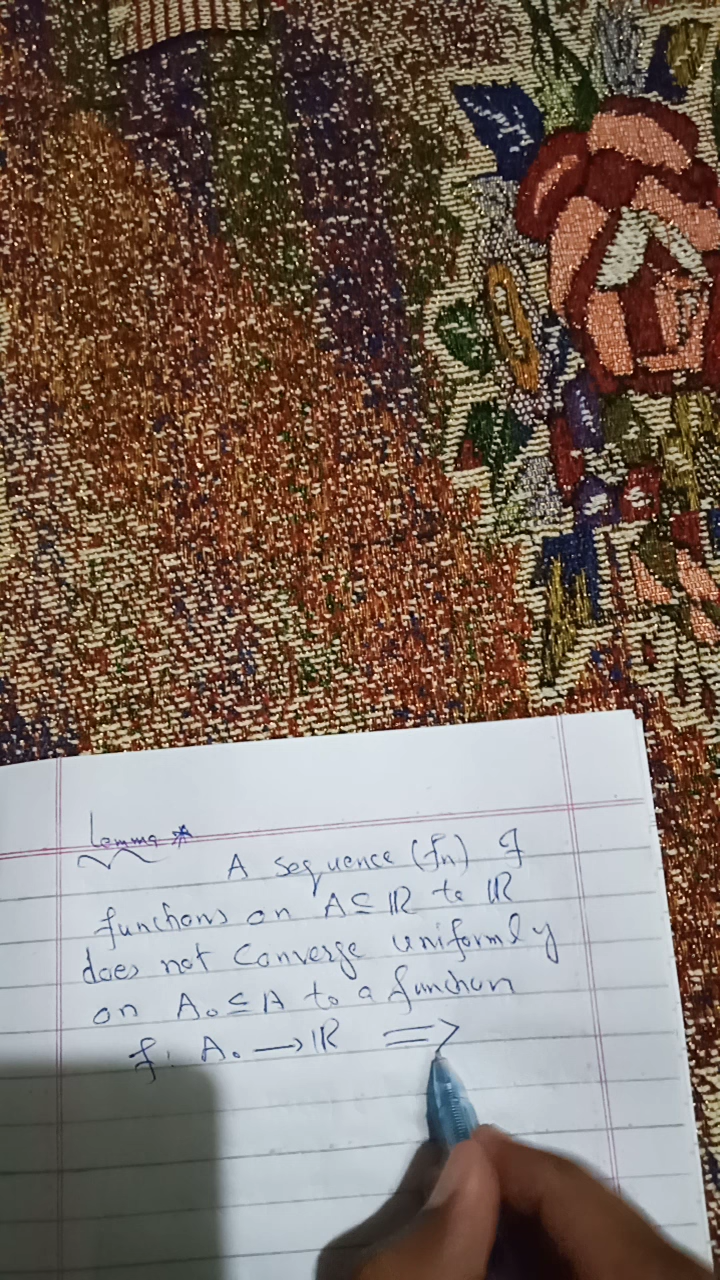 Lemma *
A sequence (fn) of
functions on A ⊆ ℝ to ℝ
does not converge uniformly
on A₀ ⊆ A to a function
f: A₀ → ℝ ⇒